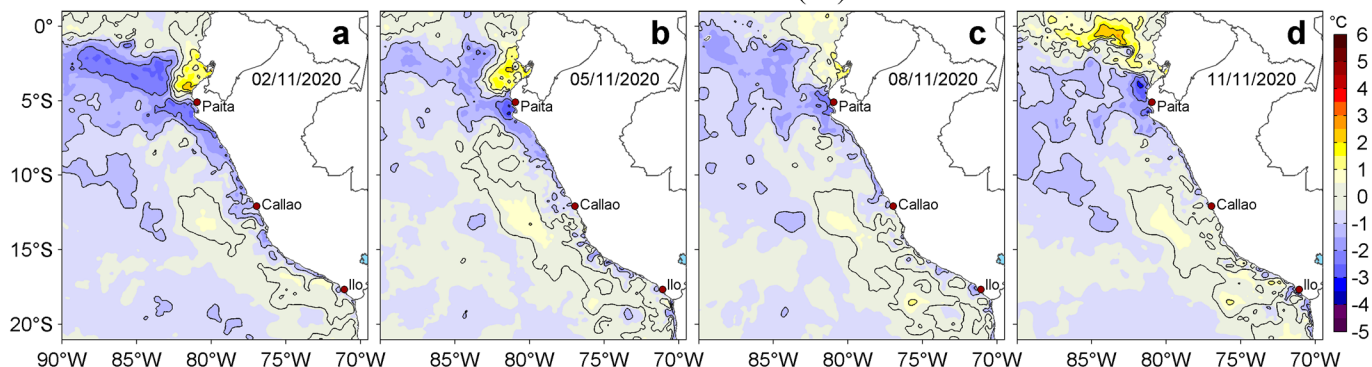 a
b
c
d
°C
02/11/2020
05/11/2020
08/11/2020
11/11/2020
Paita
Paita
Paita
Paita
Callao
Callao
Callao
Callao
Ilo
Ilo
Ilo
Ilo
0°
5°S
10°S
15°S
20°S
90°W 85°W 80°W 75°W 70°W
85°W 80°W 75°W 70°W
85°W 80°W 75°W 70°W
85°W 80°W 75°W 70°W
6
5
4
3
2
1
0
-1
-2
-3
-4
-5